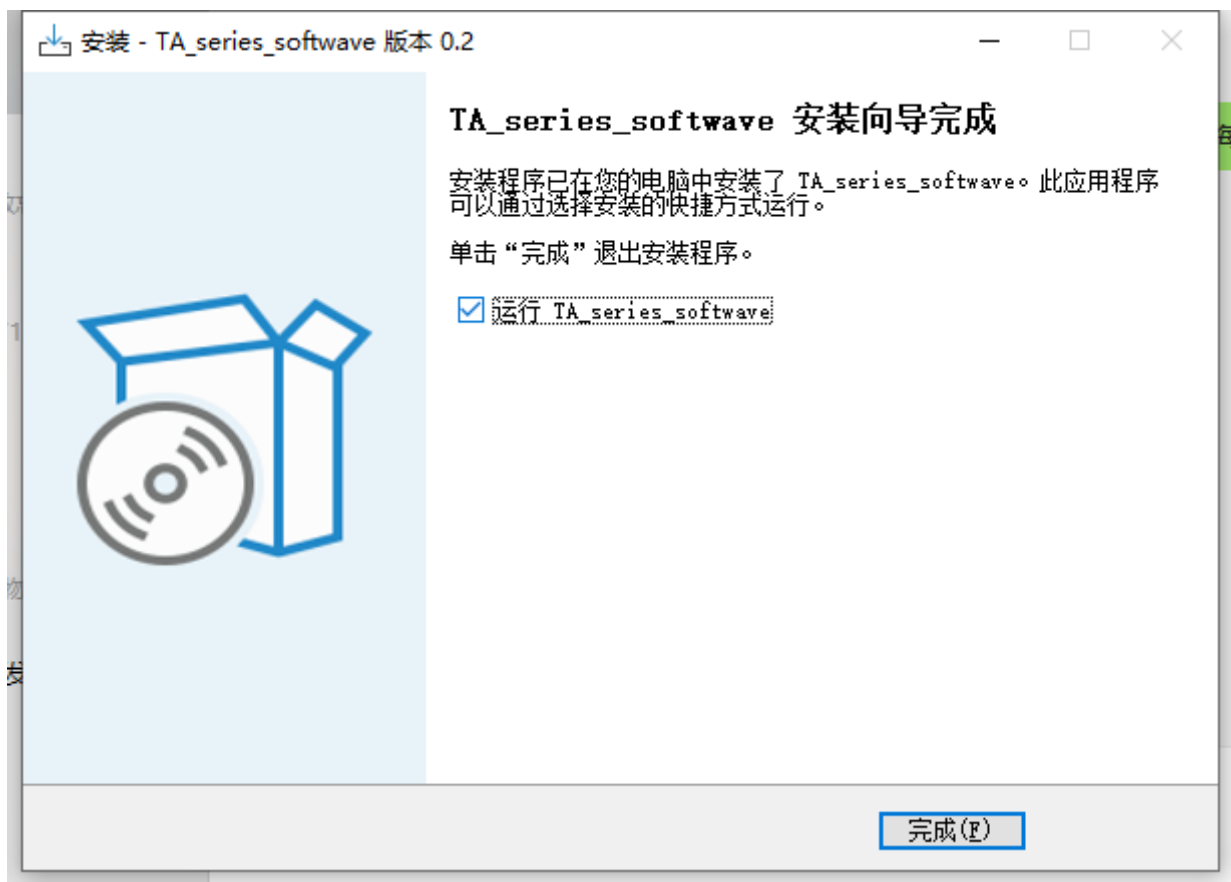 安装 - TA_series_softwave 版本 0.2
TA_series_softwave 安装向导完成
安装程序已在您的电脑中安装了 TA_series_softwave。此应用程序
可以通过选择安装的快捷方式运行。
单击“完成”退出安装程序。
运行 TA_series_softwave
完成(F)